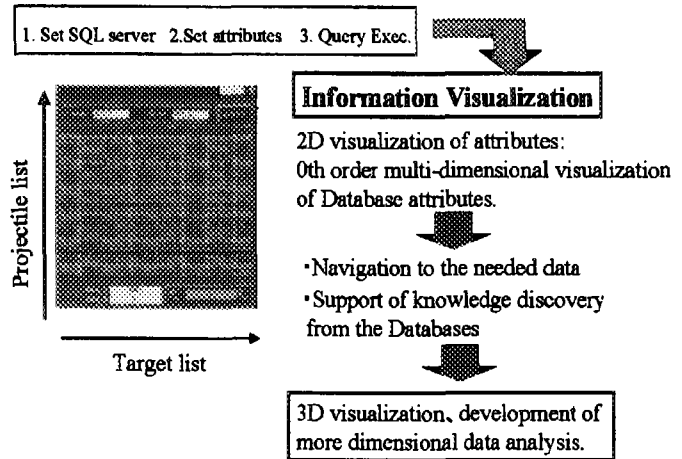 1. Set SQL server 2.Set attributes 3. Query Exec.
Information Visualization
2D visualization of attributes:
0th order multi-dimensional visualization
of Database attributes.
Projectile list
Target list
・Navigation to the needed data
・Support of knowledge discovery
from the Databases
3D visualization、development of
more dimensional data analysis.